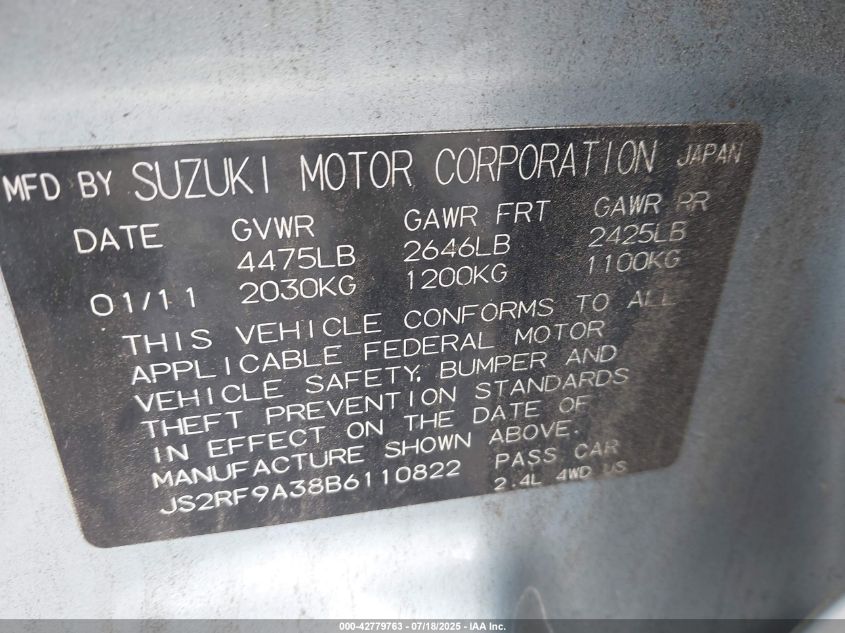 MFD BY SUZUKI MOTOR CORPORATION JAPAN
DATE GVWR GAWR FRT GAWR RR
4475LB 2646LB 2425LB
01/11 2030KG 1200KG 1100KG
THIS VEHICLE CONFORMS TO ALL
APPLICABLE FEDERAL MOTOR
VEHICLE SAFETY, BUMPER AND
THEFT PREVENTION STANDARDS
IN EFFECT ON THE DATE OF
MANUFACTURE SHOWN ABOVE.
JS2RF9A38B6110822 PASS CAR
2.4L 4WD US
000-42779763 - 07/18/2025 - IAA Inc.